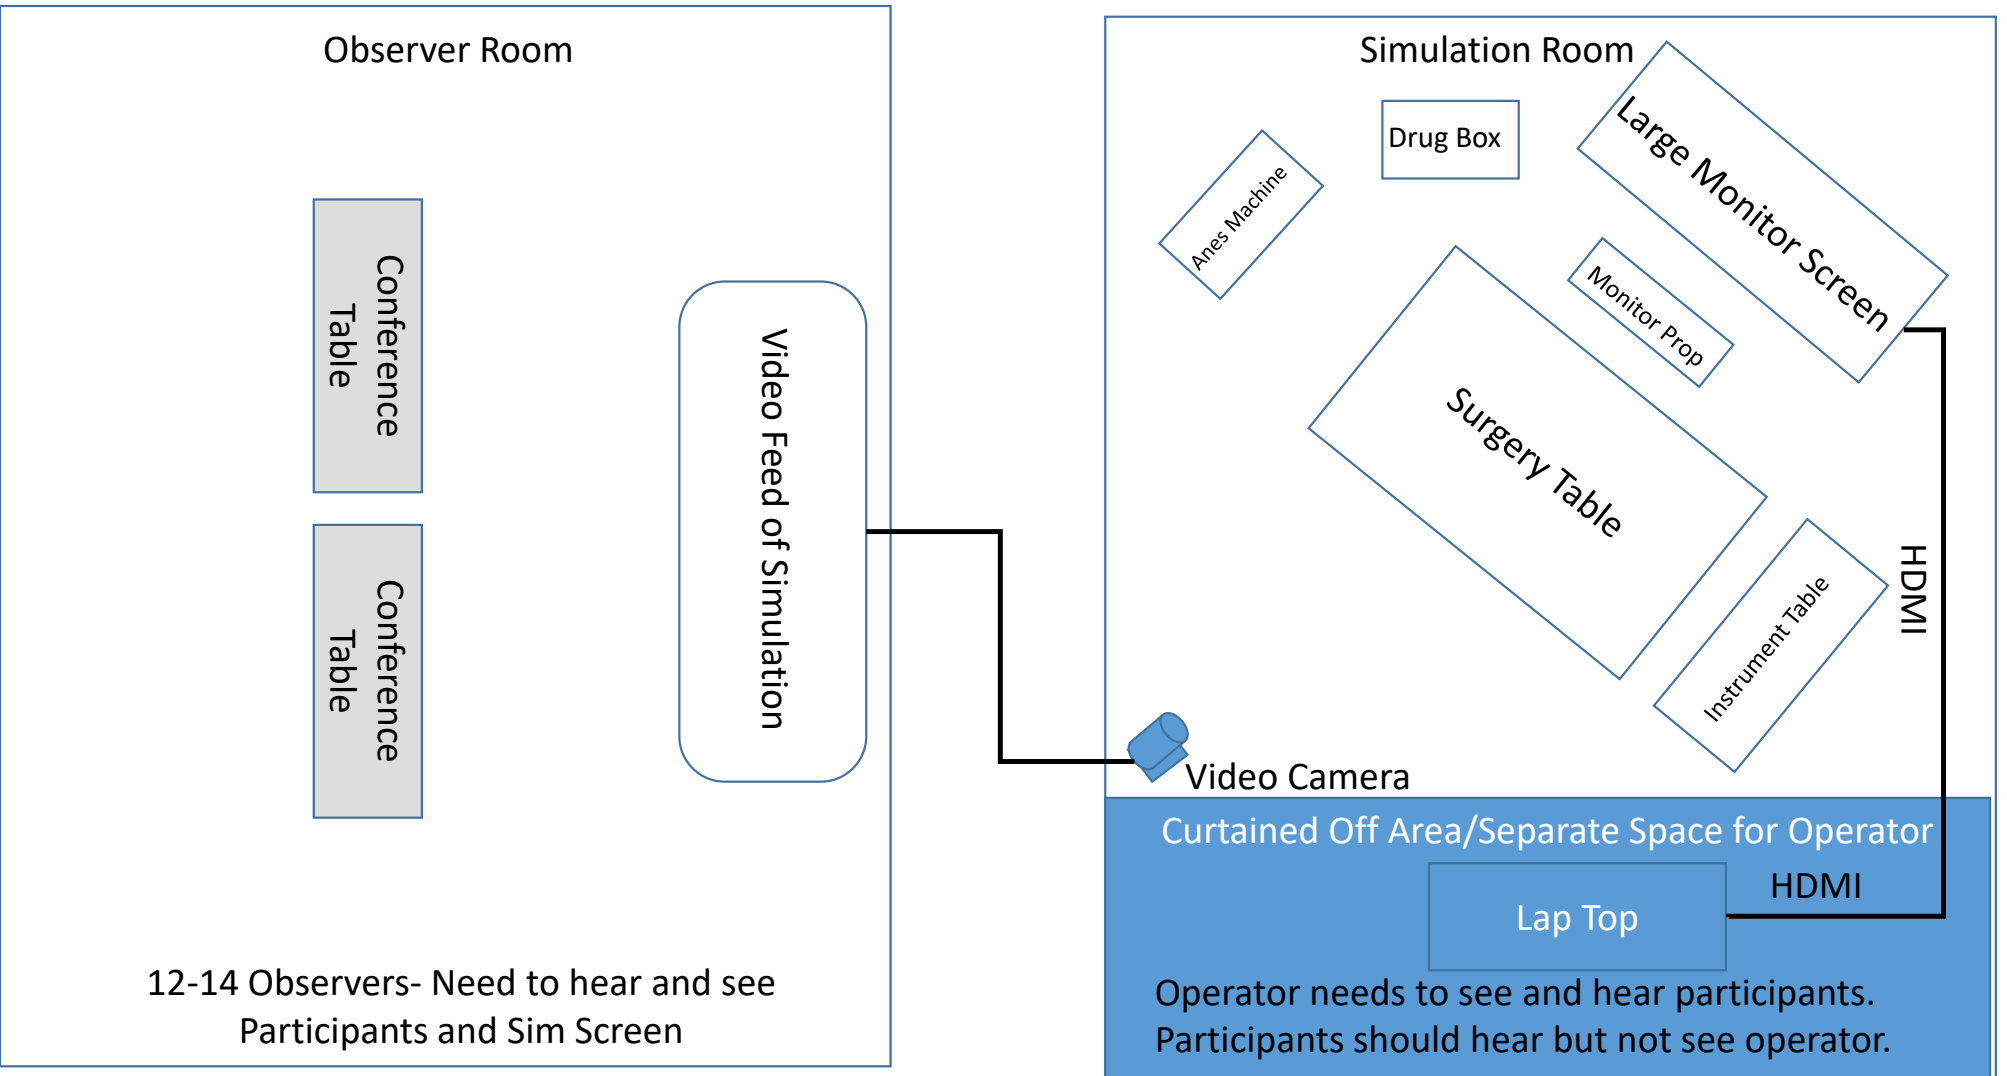 Observer Room
Conference
Table
Conference
Table
Video Feed of Simulation
12-14 Observers- Need to hear and see
Participants and Sim Screen
Simulation Room
Drug Box
Large Monitor Screen
Anes Machine
Monitor Prop
Surgery Table
Instrument Table
HDMI
Video Camera
Curtained Off Area/Separate Space for Operator
HDMI
Lap Top
Operator needs to see and hear participants.
Participants should hear but not see operator.